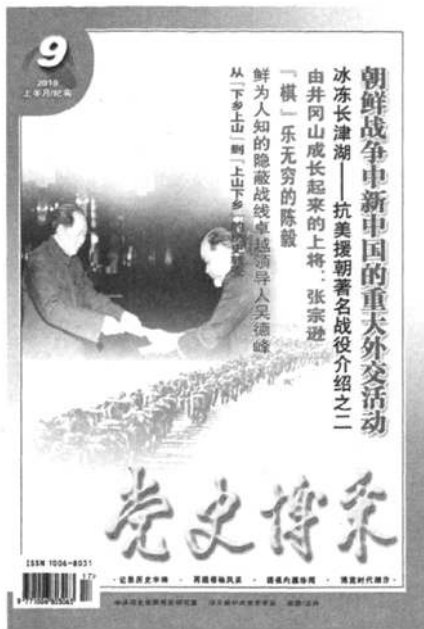 9
2010
上半月/纪实
朝鲜战争中新中国的重大外交活动
冰冻长津湖——抗美援朝著名战役介绍之二
由井冈山成长起来的上将：张宗逊
「棋」乐无穷的陈毅
鲜为人知的隐蔽战线卓越领导人吴德峰
从「下乡上山」到「上山下乡」
党史博采
ISSN 1006-8031
17>